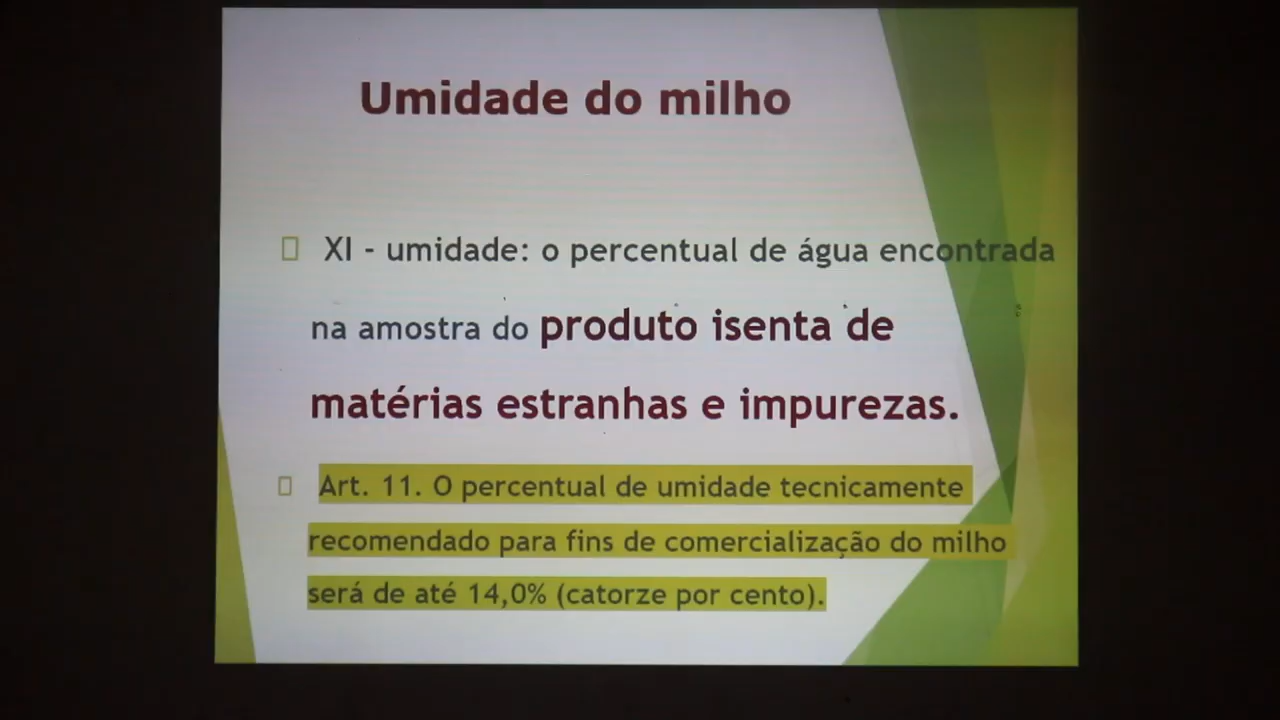 Umidade do milho
XI - umidade: o percentual de água encontrada
na amostra do produto isenta de
matérias estranhas e impurezas.
Art. 11. O percentual de umidade tecnicamente
recomendado para fins de comercialização do milho
será de até 14,0% (catorze por cento).